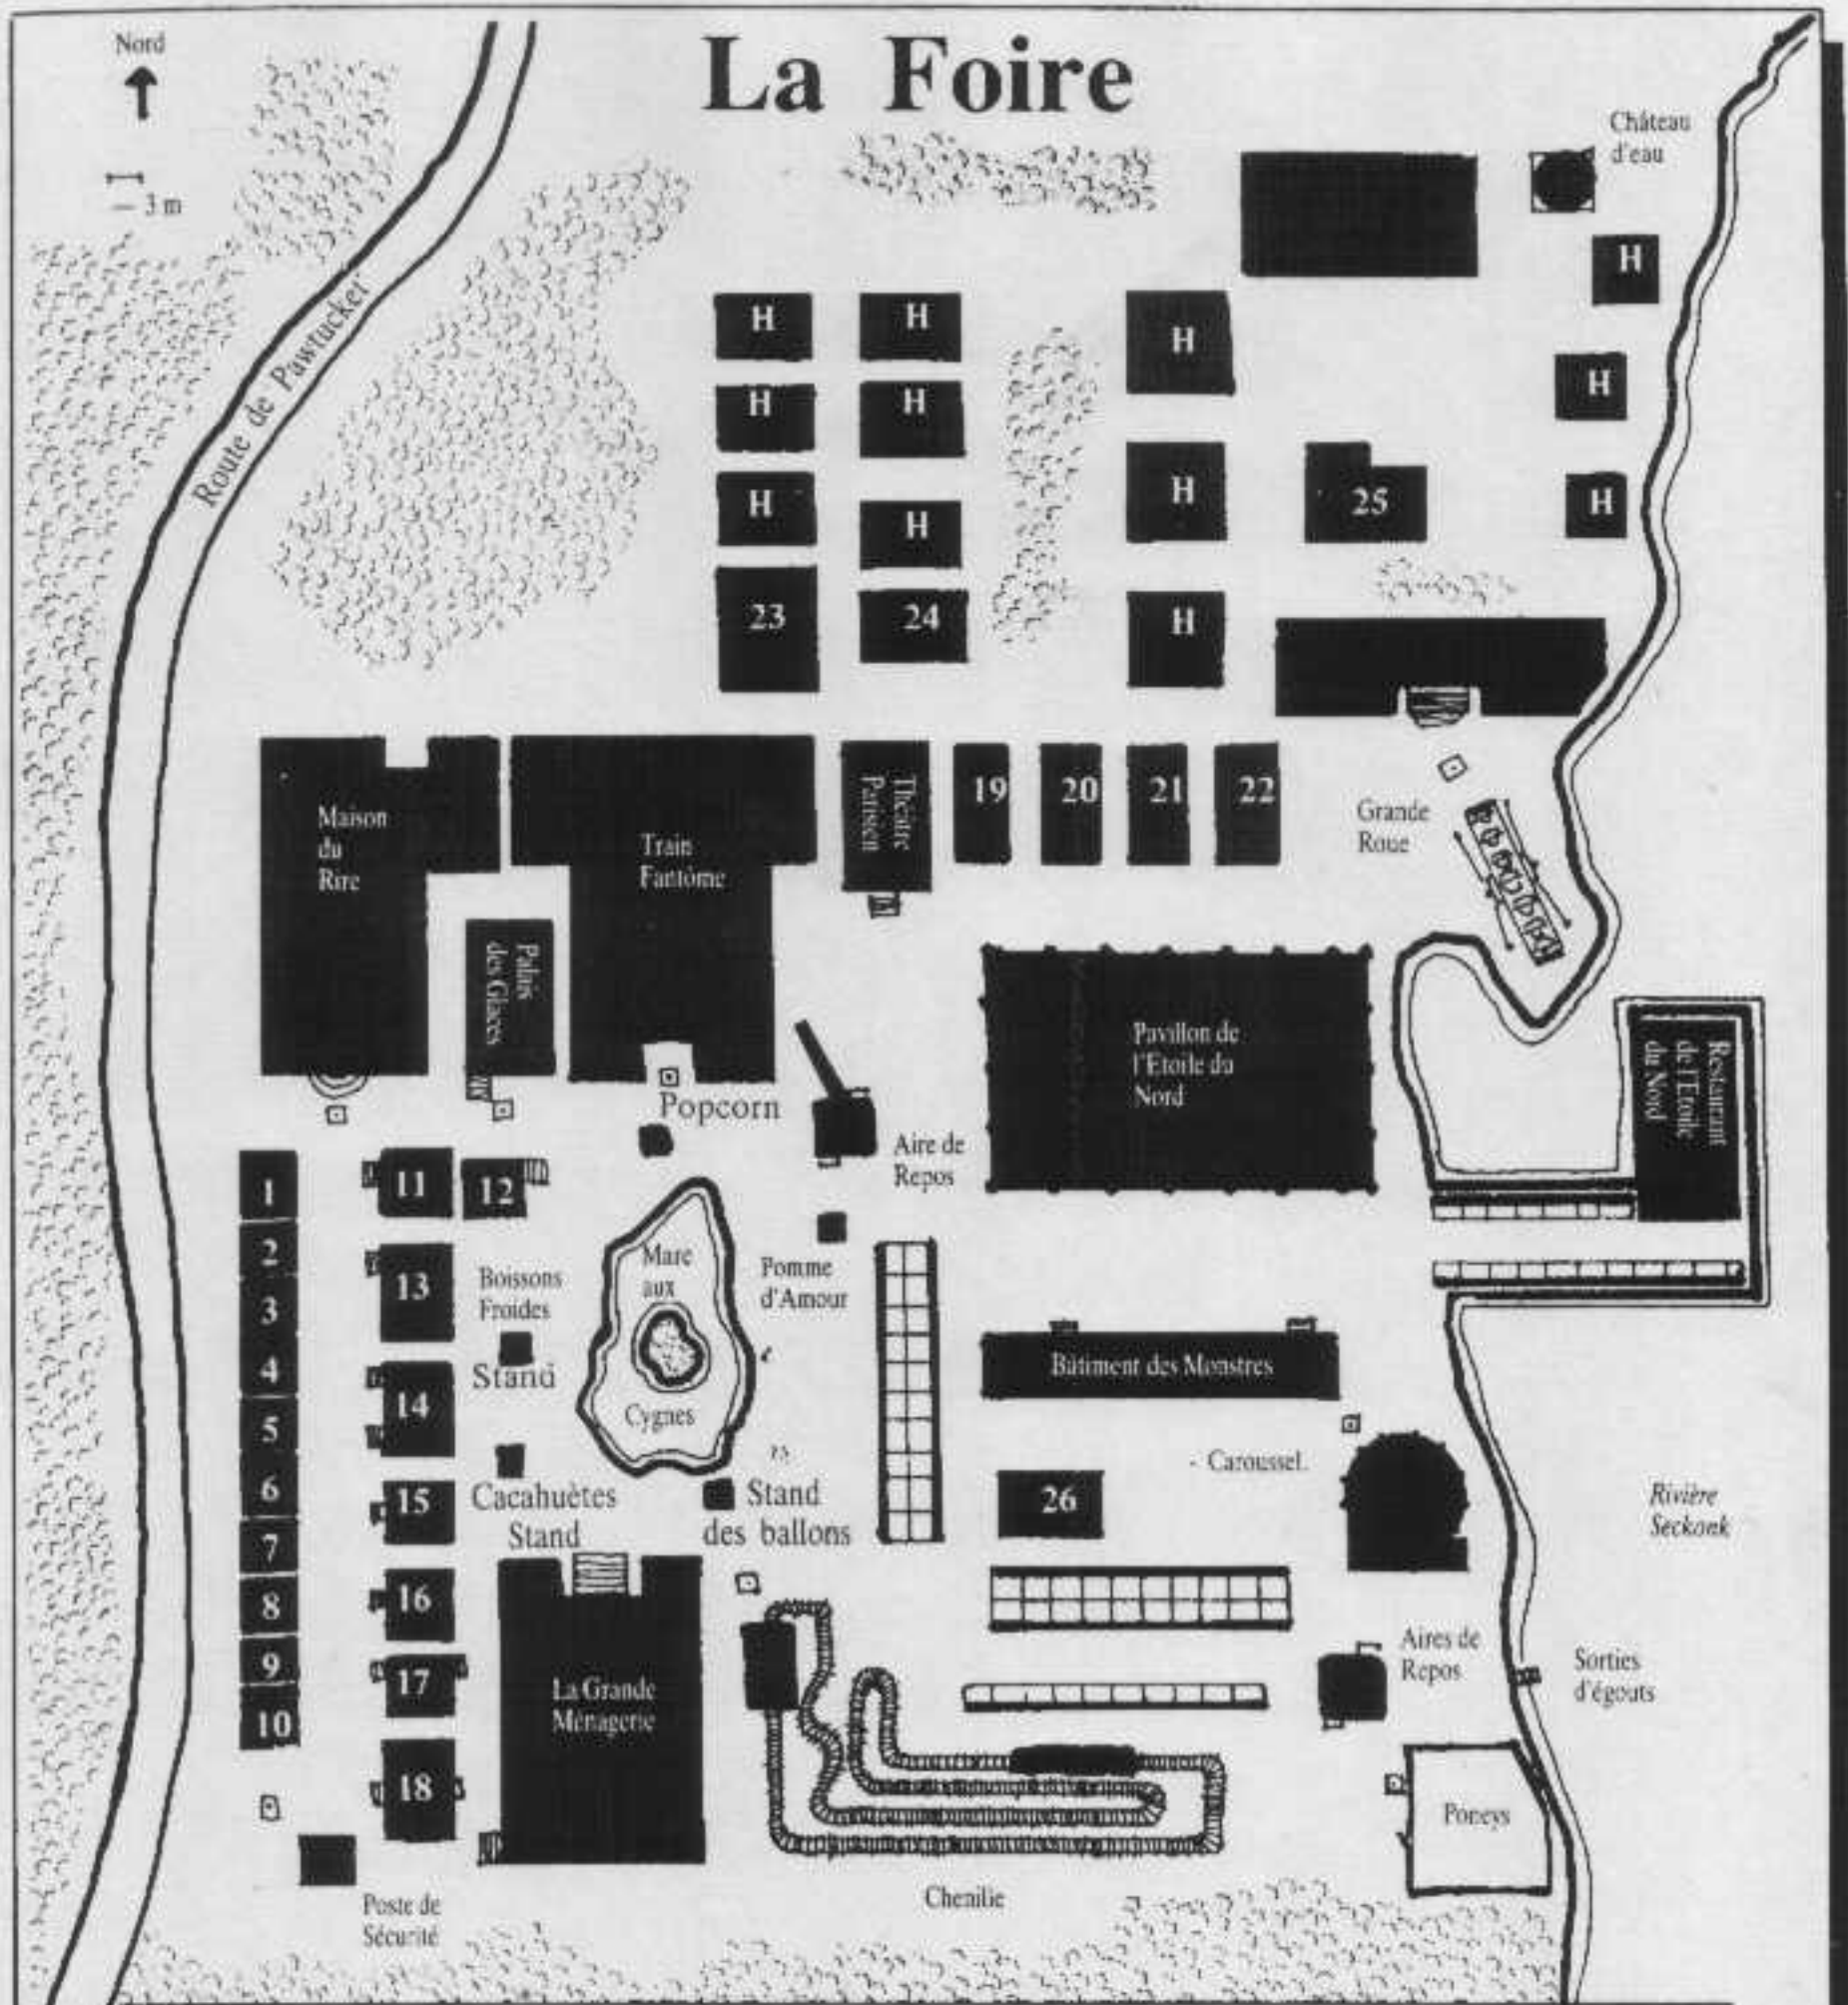 La Foire
Nord
— 3 m
Château
d'eau
Route de Pawtucket
H
H
H
H
H
H
H
H
H
25
H
H
H
23
24
Maison
du
Rire
Train
Fantôme
Théatre
Parisien
19
20
21
22
Grande
Roue
Palais
des Glaces
Pavillon de
l'Etoile du
Nord
Restaurant
de l'Etoile
du Nord
Popcorn
Aire de
Repos
1
2
3
4
5
6
7
8
9
10
11
12
13
14
15
16
17
18
Boissons
Froides
Stand
Mare
aux
Cygnes
Pomme
d'Amour
Bâtiment des Monstres
- Caroussel.
Cacahuètes
Stand
Stand
des ballons
26
Rivière
Seckonk
La Grande
Ménagerie
Aires de
Repos
Sorties
d'égouts
Poneys
Chenilie
Poste de
Sécurité